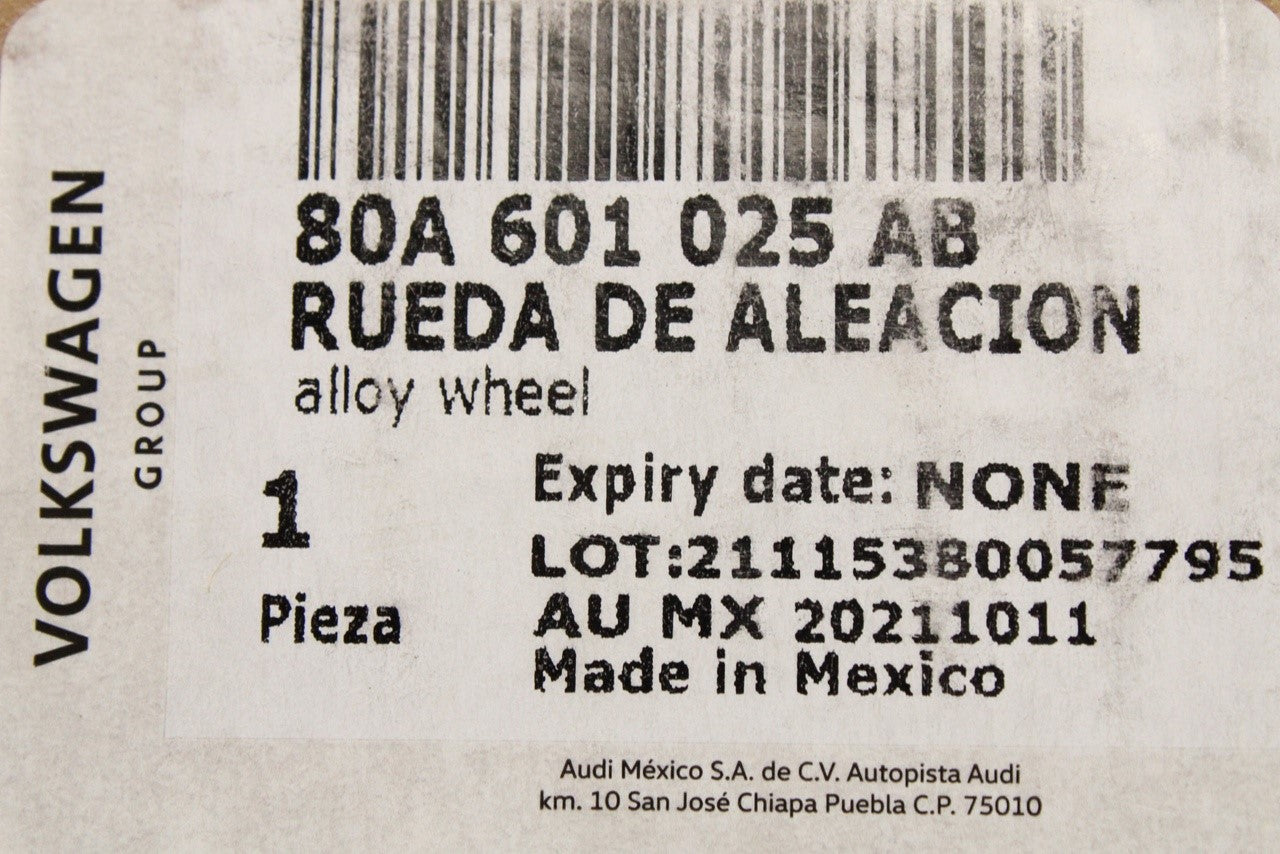 VOLKSWAGEN
GROUP
80A 601 025 AB
RUEDA DE ALEACION
alloy wheel
1
Pieza
Expiry date: NONE
LOT:21115380057795
AU MX 20211011
Made in Mexico
Audi México S.A. de C.V. Autopista Audi
km. 10 San José Chiapa Puebla C.P. 75010